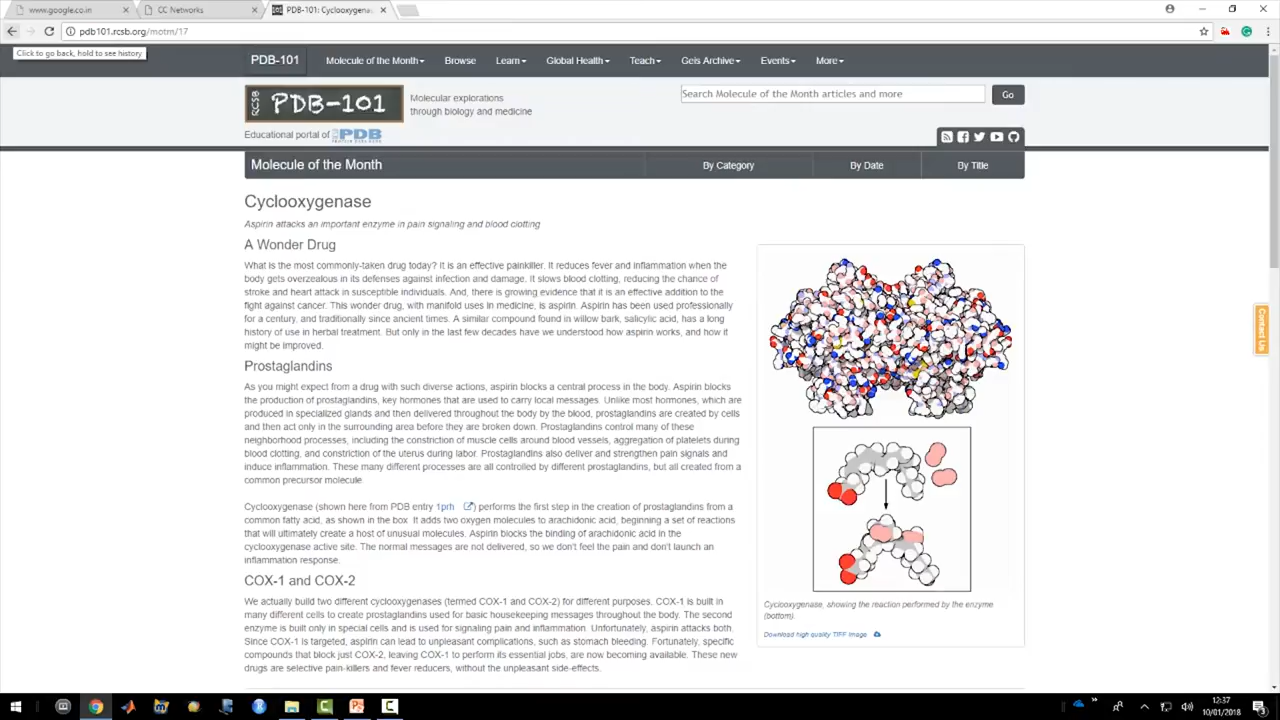 www.google.co.in
CC Networks
PDB-101: Cyclooxygena
pdb101.rcsb.org/motm/17
Click to go back, hold to see history
PDB-101 Molecule of the Month Browse Learn Global Health Teach Geis Archive Events More
RCSB PDB-101
Molecular explorations
through biology and medicine
Search Molecule of the Month articles and more
Go
Educational portal of PDB
Molecule of the Month
By Category
By Date
By Title
Cyclooxygenase
Aspirin attacks an important enzyme in pain signaling and blood clotting
A Wonder Drug
What is the most commonly-taken drug today? It is an effective painkiller. It reduces fever and inflammation when the
body gets overzealous in its defenses against infection and damage. It slows blood clotting, reducing the chance of
stroke and heart attack in susceptible individuals. And, there is growing evidence that it is an effective addition to the
fight against cancer. This wonder drug, with manifold uses in medicine, is aspirin. Aspirin has been used professionally
for a century, and traditionally since ancient times. A similar compound found in willow bark, salicylic acid, has a long
history of use in herbal treatment. But only in the last few decades have we understood how aspirin works, and how it
might be improved.
Prostaglandins
As you might expect from a drug with such diverse actions, aspirin blocks a central process in the body. Aspirin blocks
the production of prostaglandins, key hormones that are used to carry local messages. Unlike most hormones, which are
produced in specialized glands and then delivered throughout the body by the blood, prostaglandins are created by cells
and then act only in the surrounding area before they are broken down. Prostaglandins control many of these
neighborhood processes, including the constriction of muscle cells around blood vessels, aggregation of platelets during
blood clotting, and constriction of the uterus during labor. Prostaglandins also deliver and strengthen pain signals and
induce inflammation. These many different processes are all controlled by different prostaglandins, but all created from a
common precursor molecule.
Cyclooxygenase (shown here from PDB entry 1prh ) performs the first step in the creation of prostaglandins from a
common fatty acid, as shown in the box. It adds two oxygen molecules to arachidonic acid, beginning a set of reactions
that will ultimately create a host of unusual molecules. Aspirin blocks the binding of arachidonic acid in the
cyclooxygenase active site. The normal messages are not delivered, so we don't feel the pain and don't launch an
inflammation response.
COX-1 and COX-2
We actually build two different cyclooxygenases (termed COX-1 and COX-2) for different purposes. COX-1 is built in
many different cells to create prostaglandins used for basic housekeeping messages throughout the body. The second
enzyme is built only in special cells and is used for signaling pain and inflammation. Unfortunately, aspirin attacks both.
Since COX-1 is targeted, aspirin can lead to unpleasant complications, such as stomach bleeding. Fortunately, specific
compounds that block just COX-2, leaving COX-1 to perform its essential jobs, are now becoming available. These new
drugs are selective pain-killers and fever reducers, without the unpleasant side-effects.
Cyclooxygenase, showing the reaction performed by the enzyme
(bottom).
Download high quality TIFF image
Contact Us
12:37
10/01/2018